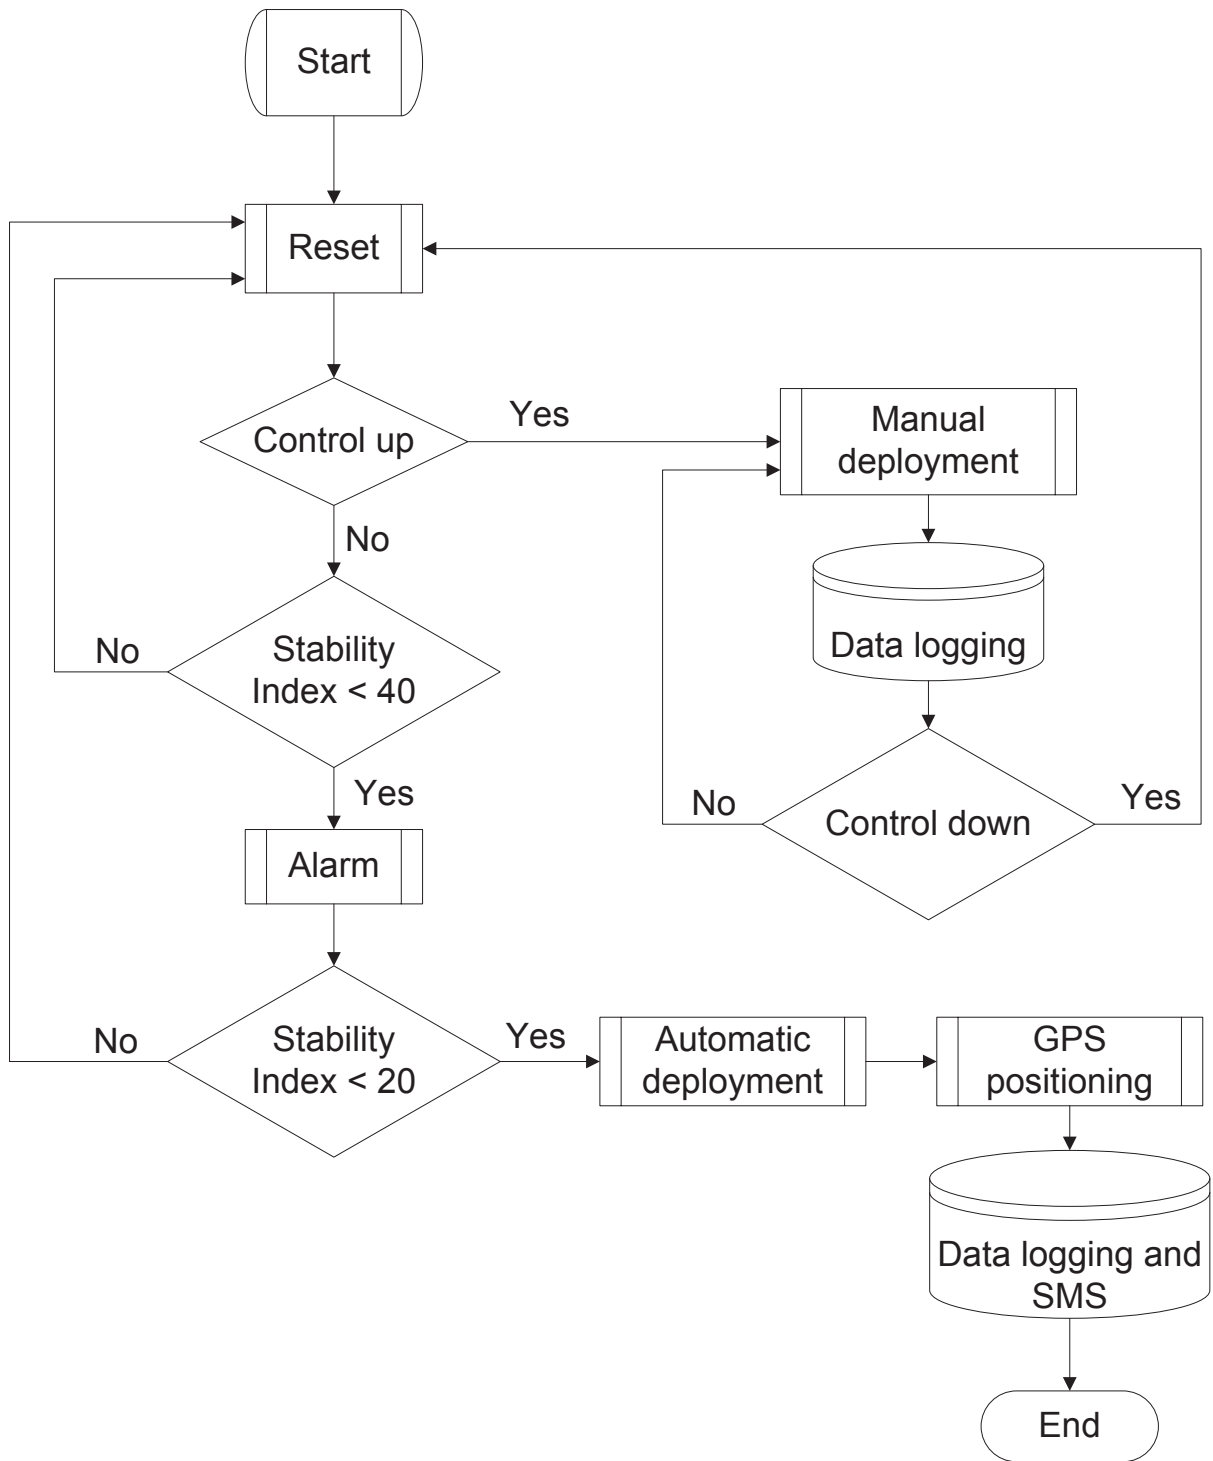 Start
Reset
Control up
Yes
Manual
deployment
No
Data logging
Stability
Index < 40
No
Yes
Control down
No
Yes
Alarm
Stability
Index < 20
No
Yes
Automatic
deployment
GPS
positioning
Data logging and
SMS
End